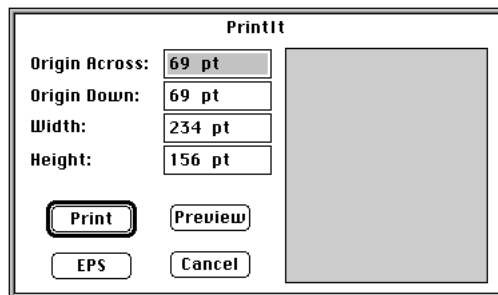 PrintIt
Origin Across: 69 pt
Origin Down: 69 pt
Width: 234 pt
Height: 156 pt
Print Preview
EPS Cancel